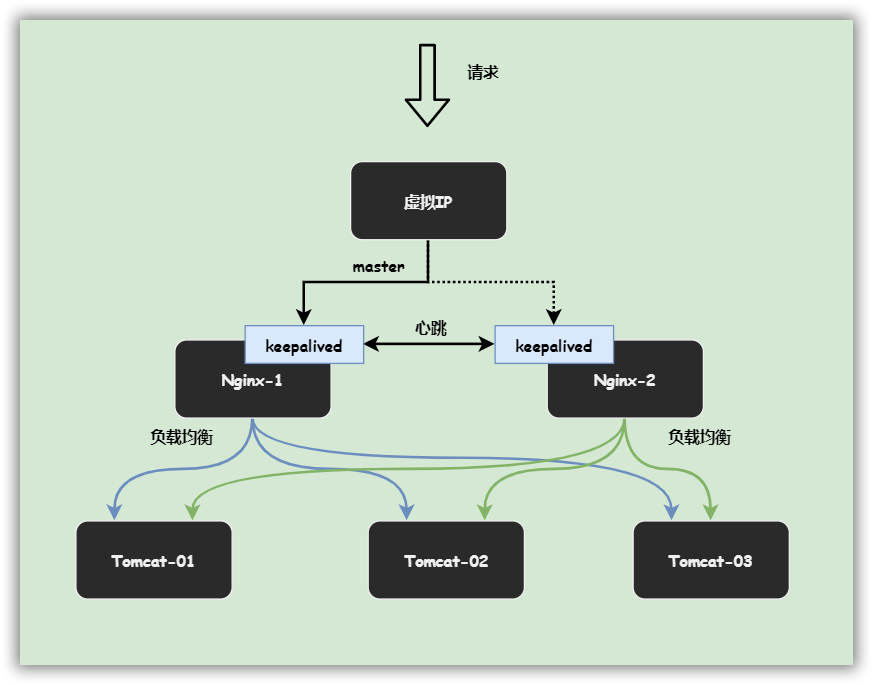 请求
虚拟IP
master
心跳
keepalived
keepalived
Nginx-1
Nginx-2
负载均衡
负载均衡
Tomcat-01
Tomcat-02
Tomcat-03